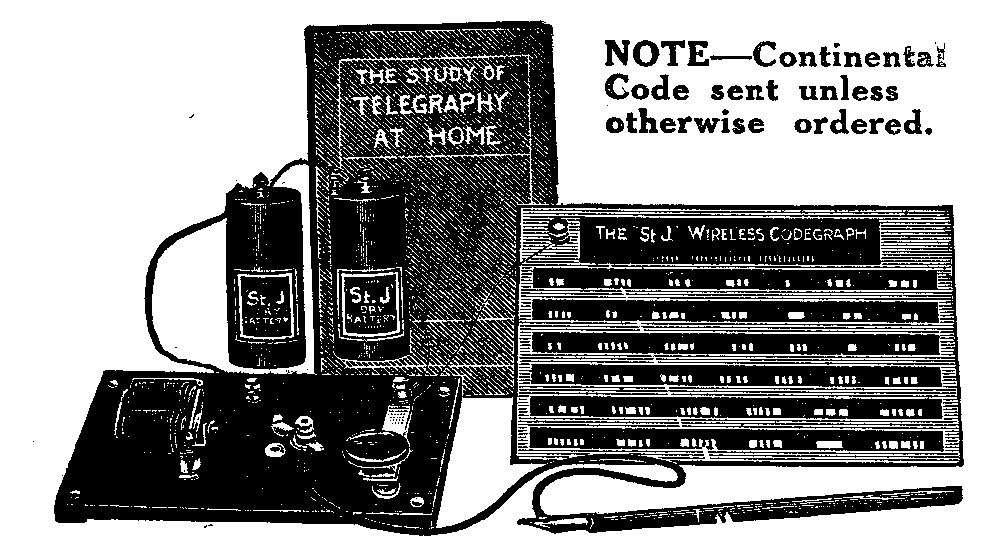 THE STUDY OF
TELEGRAPHY
AT HOME
NOTE—Continental
Code sent unless
otherwise ordered.
St. J
DRY
BATTERY
St. J
DRY
BATTERY
THE "St. J." WIRELESS CODEGRAPH